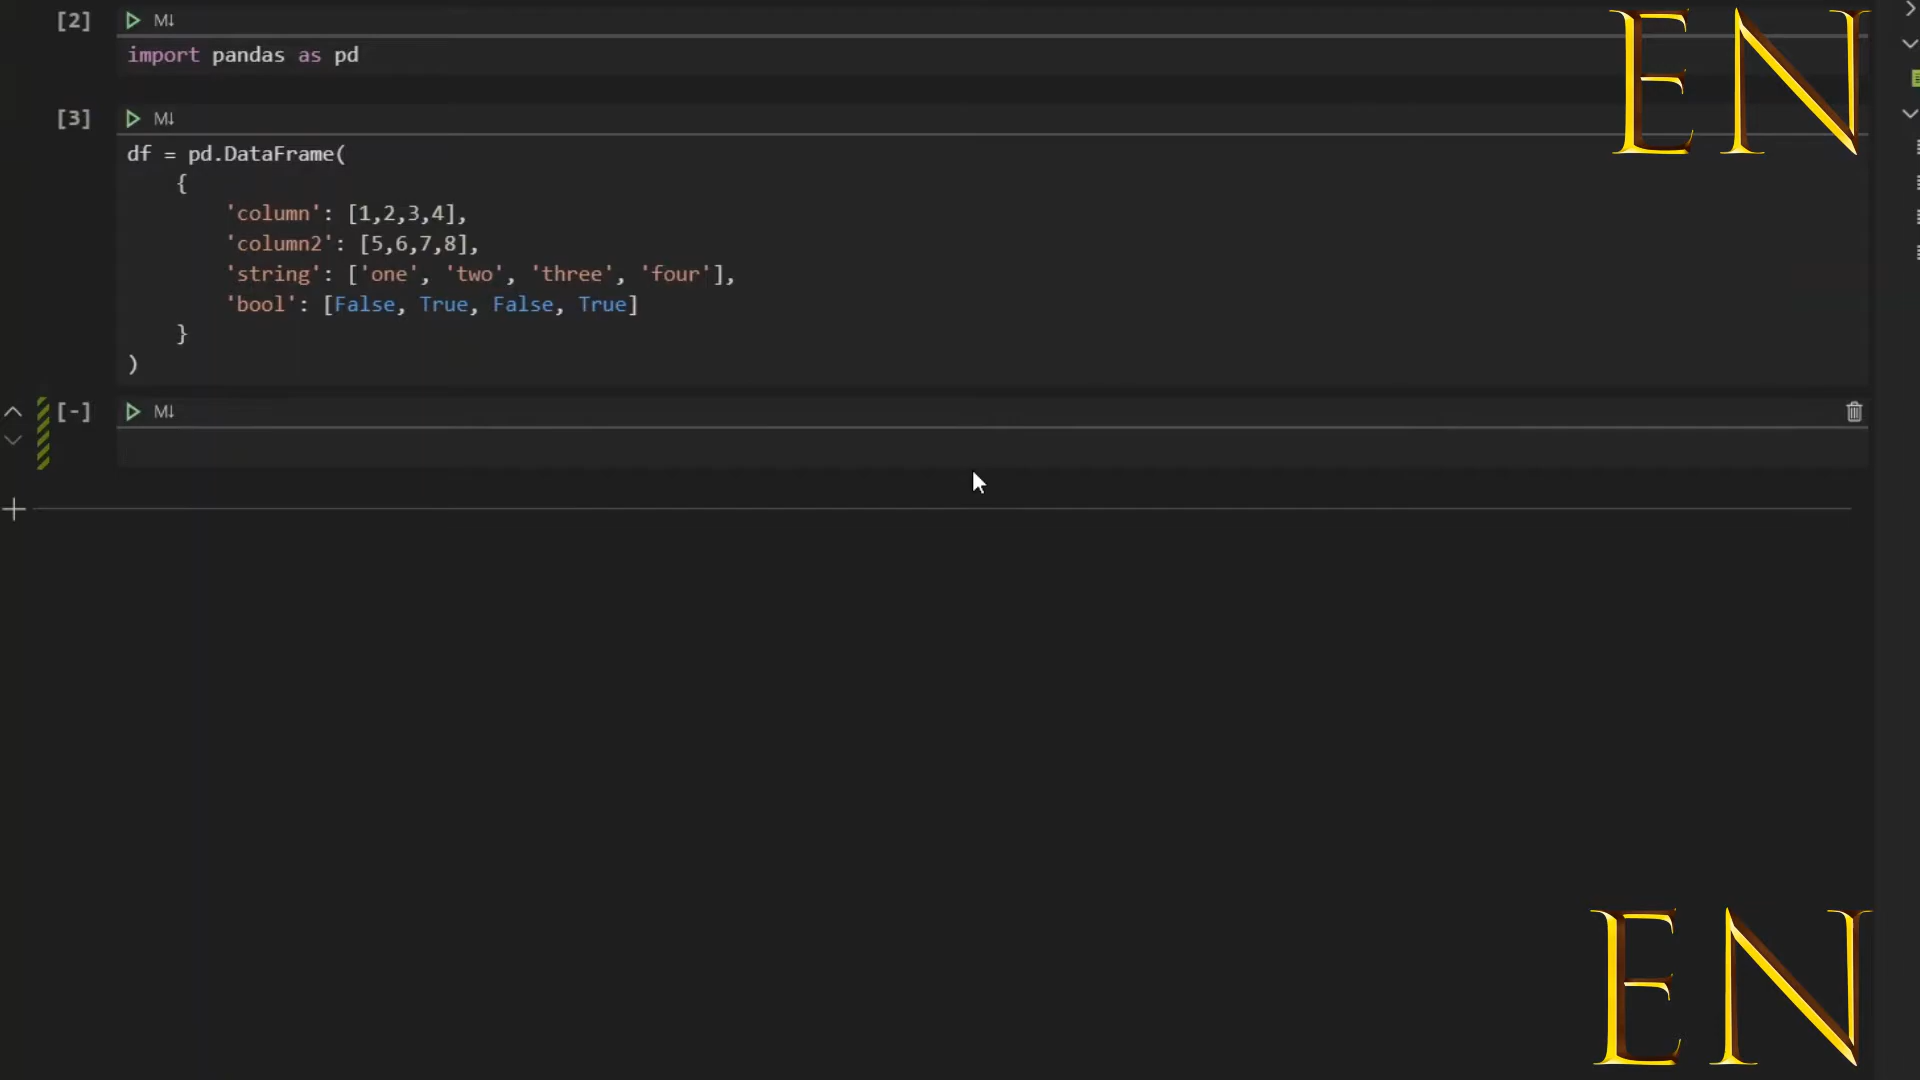 [2] M↓
import pandas as pd
[3] M↓
df = pd.DataFrame(
    {
        'column': [1,2,3,4],
        'column2': [5,6,7,8],
        'string': ['one', 'two', 'three', 'four'],
        'bool': [False, True, False, True]
    }
)
[-] M↓
EN
EN